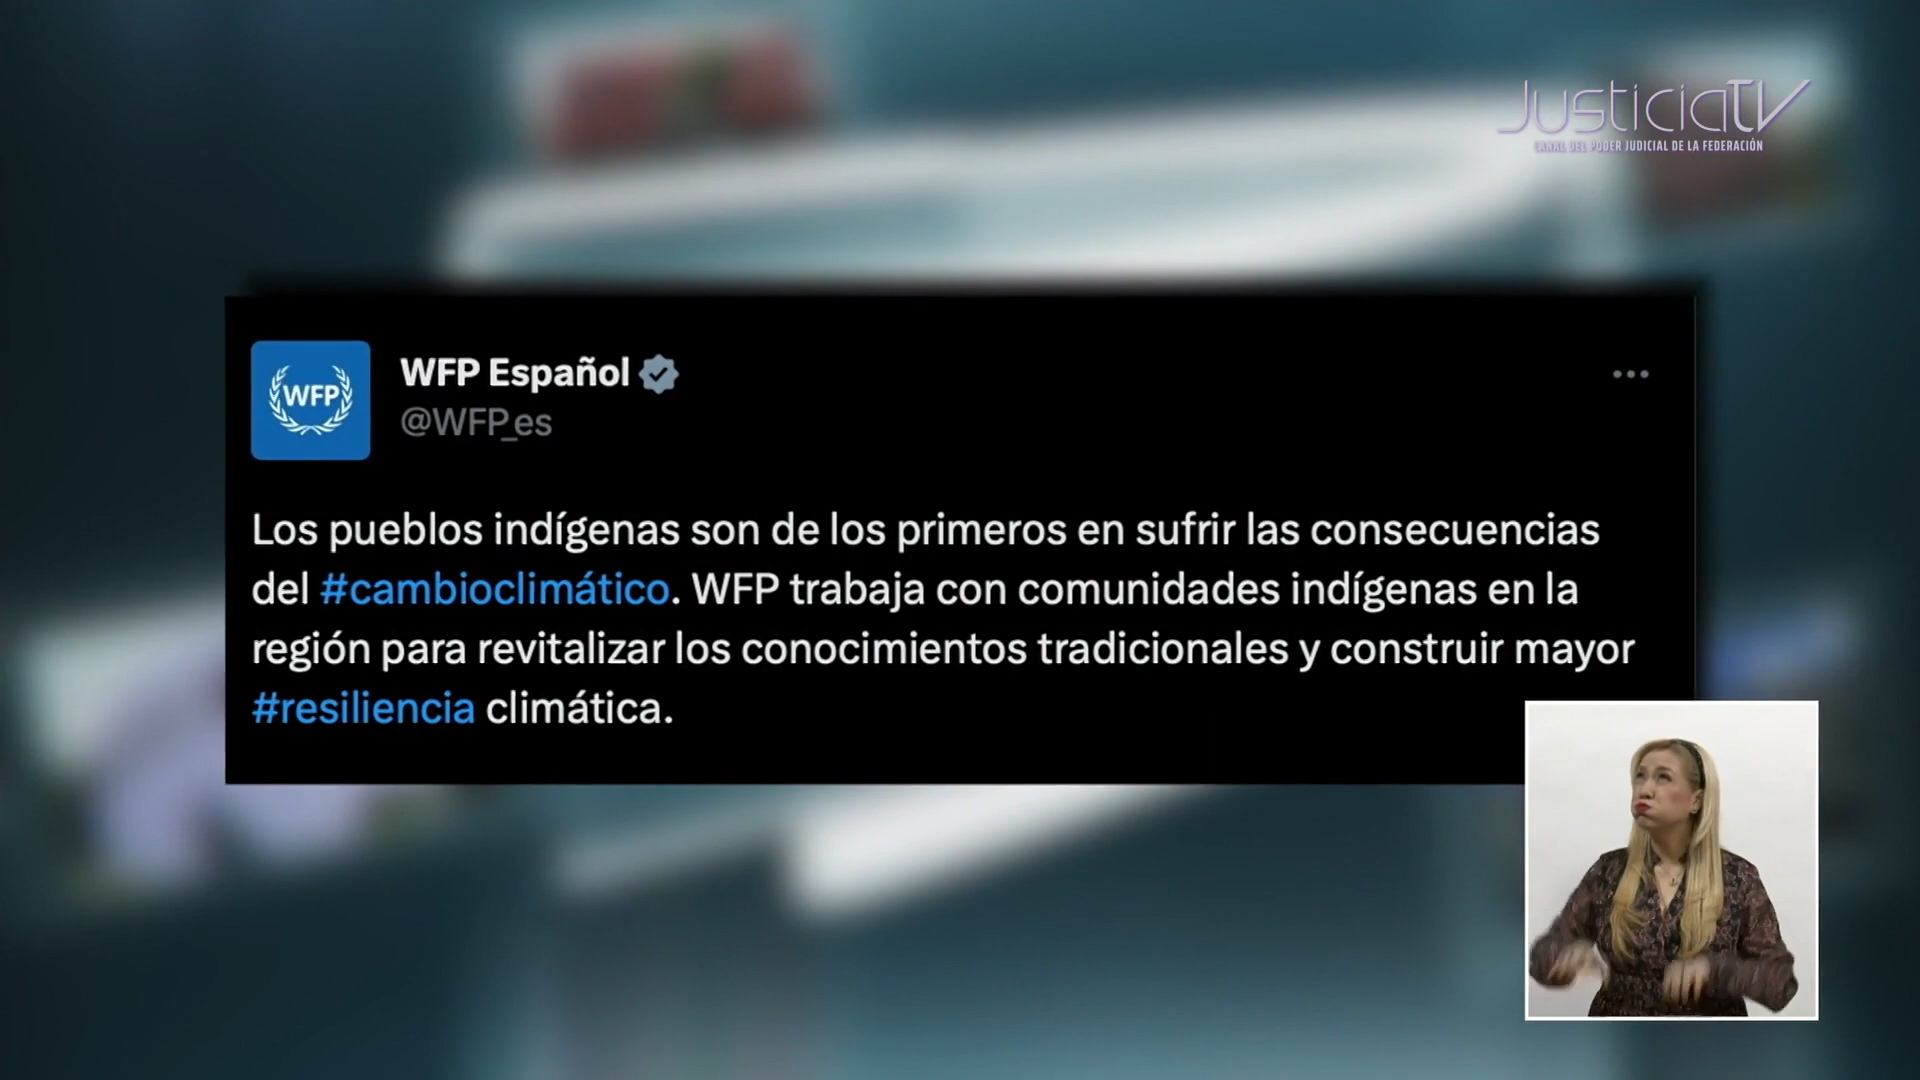 JusticiaTV
CANAL DEL PODER JUDICIAL DE LA FEDERACIÓN
WFP
WFP Español
@WFP_es
Los pueblos indígenas son de los primeros en sufrir las consecuencias
del #cambioclimático. WFP trabaja con comunidades indígenas en la
región para revitalizar los conocimientos tradicionales y construir mayor
#resiliencia climática.